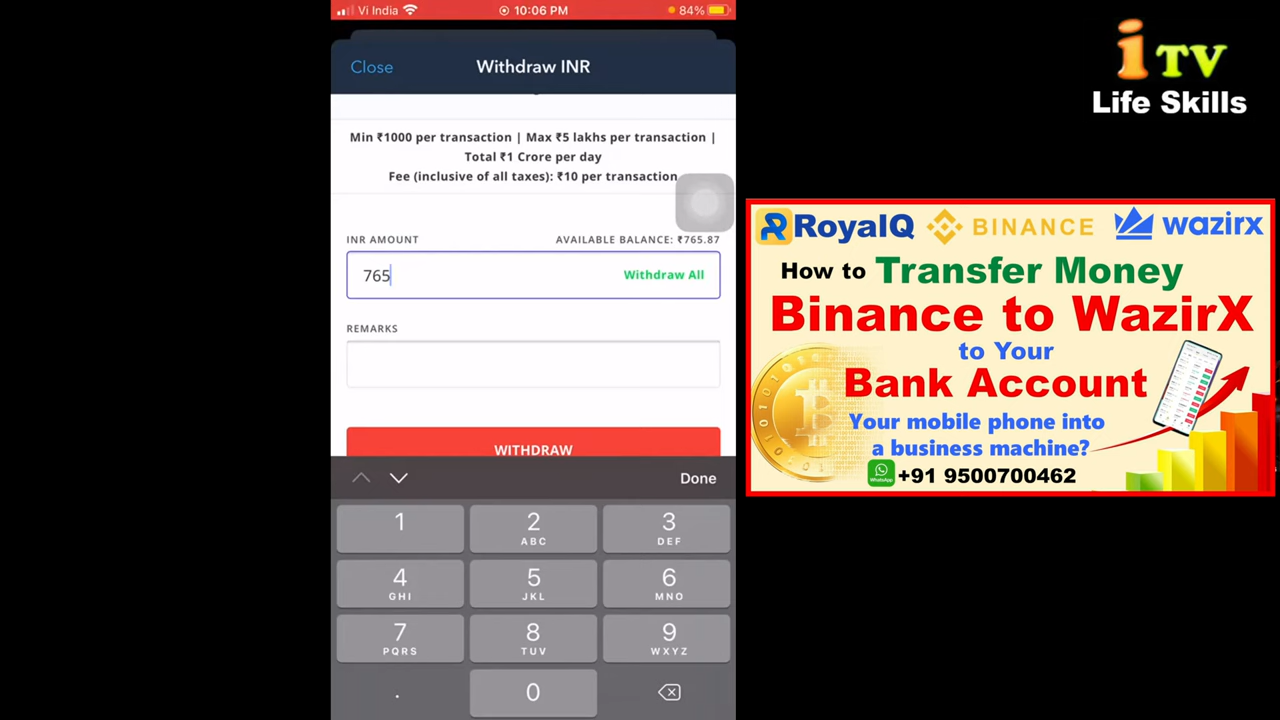 Vi India
10:06 PM
84%
Close
Withdraw INR
Min ₹1000 per transaction | Max ₹5 lakhs per transaction |
Total ₹1 Crore per day
Fee (inclusive of all taxes): ₹10 per transaction
INR AMOUNT
AVAILABLE BALANCE: ₹765.87
765
Withdraw All
REMARKS
WITHDRAW
Done
1
2
ABC
3
DEF
4
GHI
5
JKL
6
MNO
7
PQRS
8
TUV
9
WXYZ
.
0
iTV
Life Skills
RoyalQ
BINANCE
wazirx
How to Transfer Money
Binance to WazirX
to Your
Bank Account
Your mobile phone into
a business machine?
WhatsApp
+91 9500700462